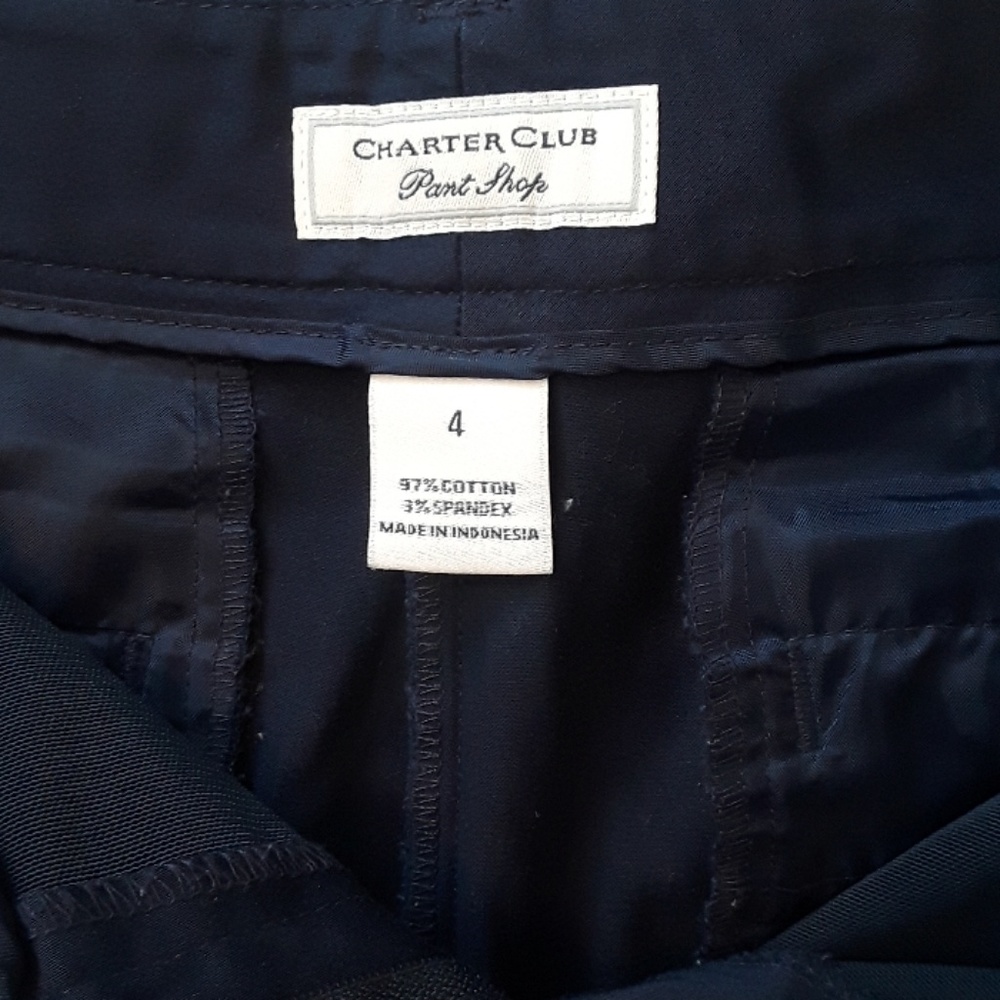 CHARTER CLUB
Pant Shop
4
97% COTTON
3% SPANDEX
MADE IN INDONESIA